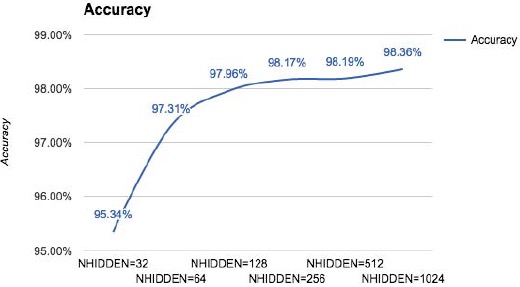 Accuracy
99.00%
98.00%
97.00%
96.00%
95.00%
Accuracy
95.34%
97.31%
97.96%
98.17%
98.19%
98.36%
Accuracy
NHIDDEN=32
NHIDDEN=64
NHIDDEN=128
NHIDDEN=256
NHIDDEN=512
NHIDDEN=1024